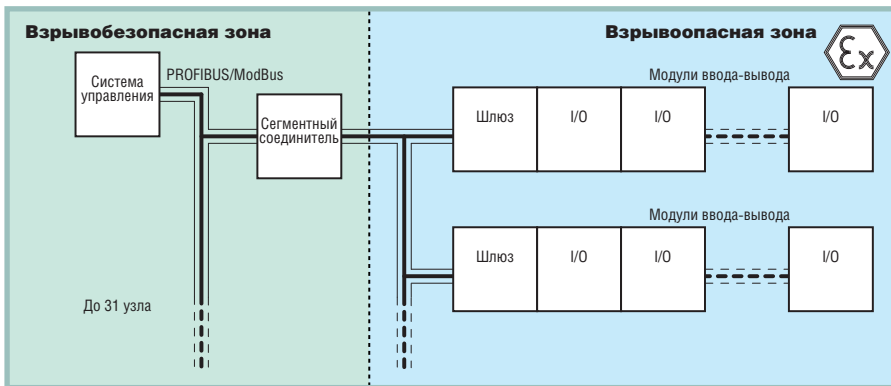 Взрывобезопасная зона
Взрывоопасная зона
Ex
Система
управления
PROFIBUS/ModBus
Сегментный
соединитель
Модули ввода-вывода
Шлюз
I/O
I/O
I/O
Модули ввода-вывода
Шлюз
I/O
I/O
I/O
До 31 узла